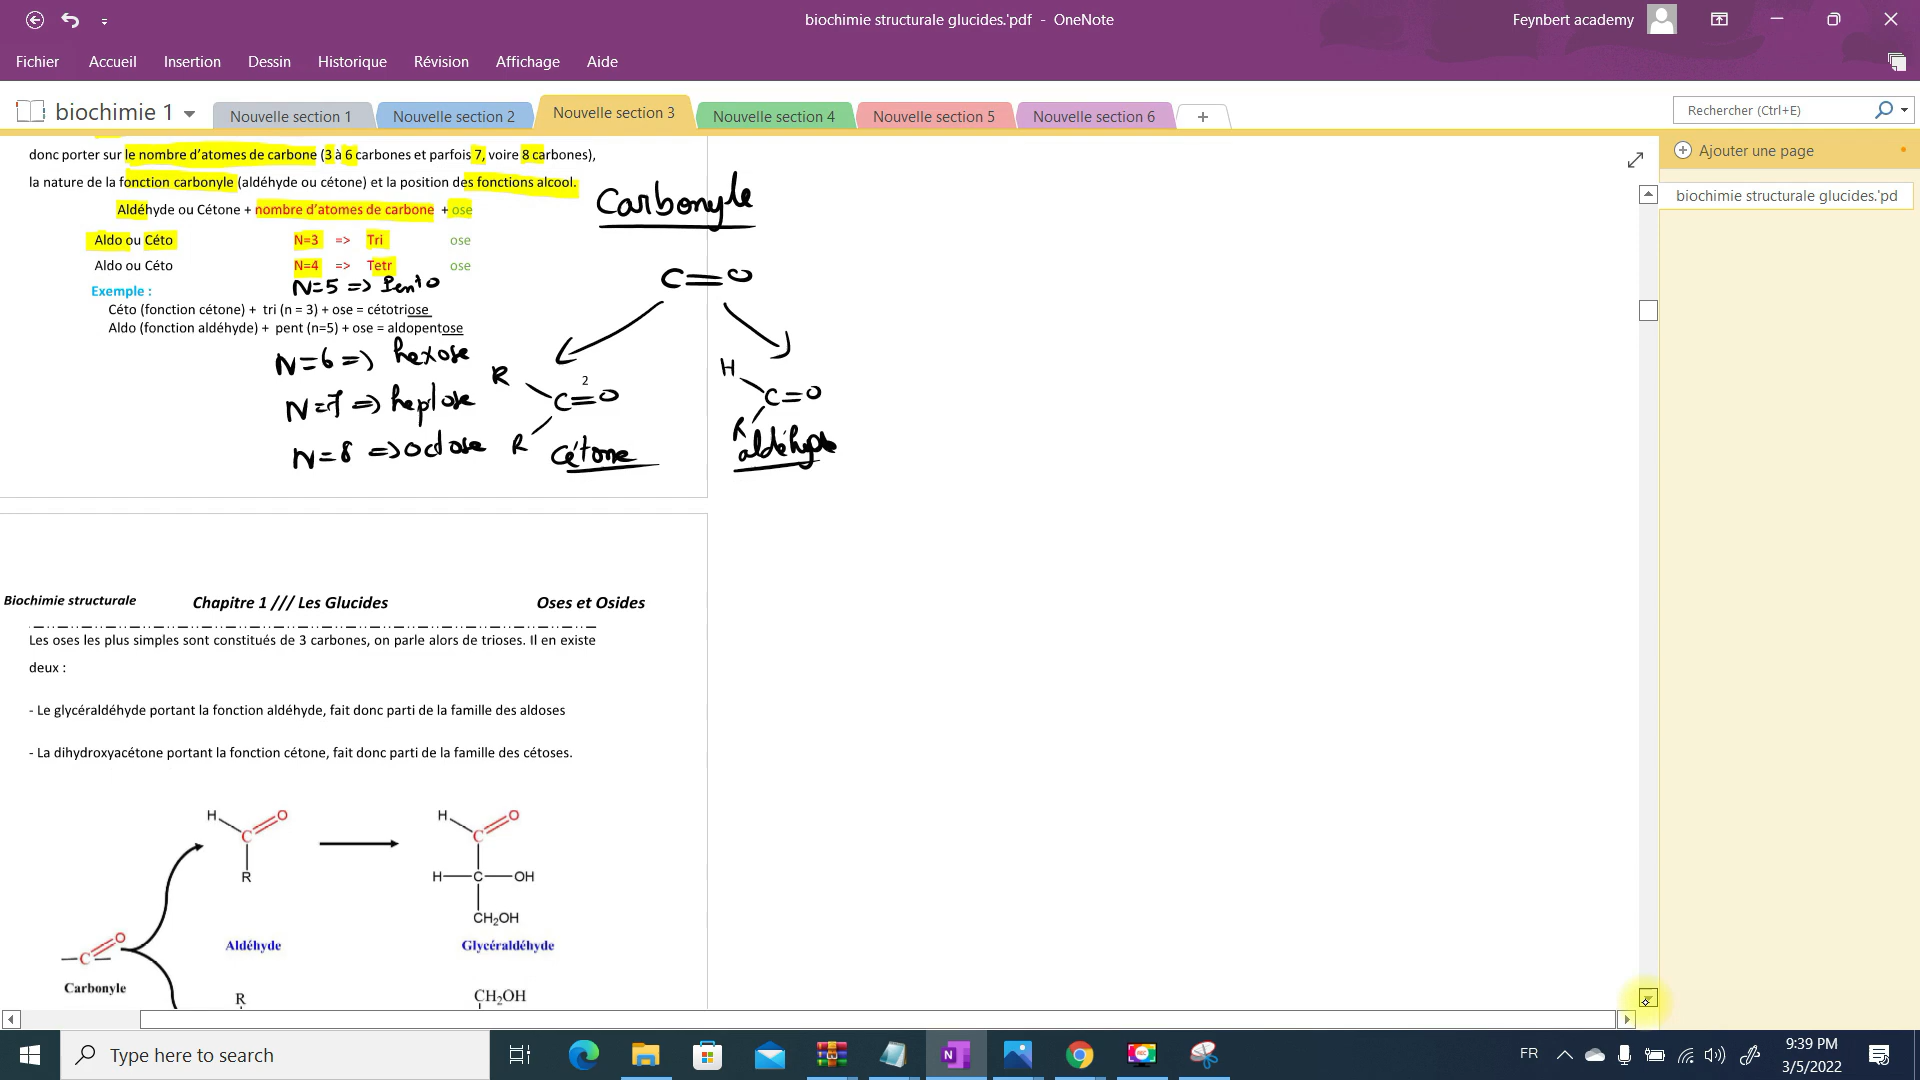 biochimie structurale glucides.'pdf - OneNote
Feynbert academy
Fichier Accueil Insertion Dessin Historique Révision Affichage Aide
biochimie 1
Nouvelle section 1
Nouvelle section 2
Nouvelle section 3
Nouvelle section 4
Nouvelle section 5
Nouvelle section 6
+
Rechercher (Ctrl+E)
Ajouter une page
biochimie structurale glucides.'pd
donc porter sur le nombre d'atomes de carbone (3 à 6 carbones et parfois 7, voire 8 carbones),
la nature de la fonction carbonyle (aldéhyde ou cétone) et la position des fonctions alcool.
Aldéhyde ou Cétone + nombre d'atomes de carbone + ose
Aldo ou Céto N=3 => Tri ose
Aldo ou Céto N=4 => Tetr ose
N=5 => Pento
Exemple :
Céto (fonction cétone) + tri (n = 3) + ose = cétotriose
Aldo (fonction aldéhyde) + pent (n=5) + ose = aldopentose
N=6 => hexose
N=7 => heptose
N=8 => octose
Carbonyle
C=O
R
2
C=O
R
Cétone
H
C=O
R
aldéhyde
Biochimie structurale Chapitre 1 /// Les Glucides Oses et Osides
Les oses les plus simples sont constitués de 3 carbones, on parle alors de trioses. Il en existe
deux :
- Le glycéraldéhyde portant la fonction aldéhyde, fait donc parti de la famille des aldoses
- La dihydroxyacétone portant la fonction cétone, fait donc parti de la famille des cétoses.
H O
C
R
Aldéhyde
H O
C
H C OH
CH₂OH
Glycéraldéhyde
C O
Carbonyle
R
CH₂OH
Type here to search
FR
9:39 PM
3/5/2022